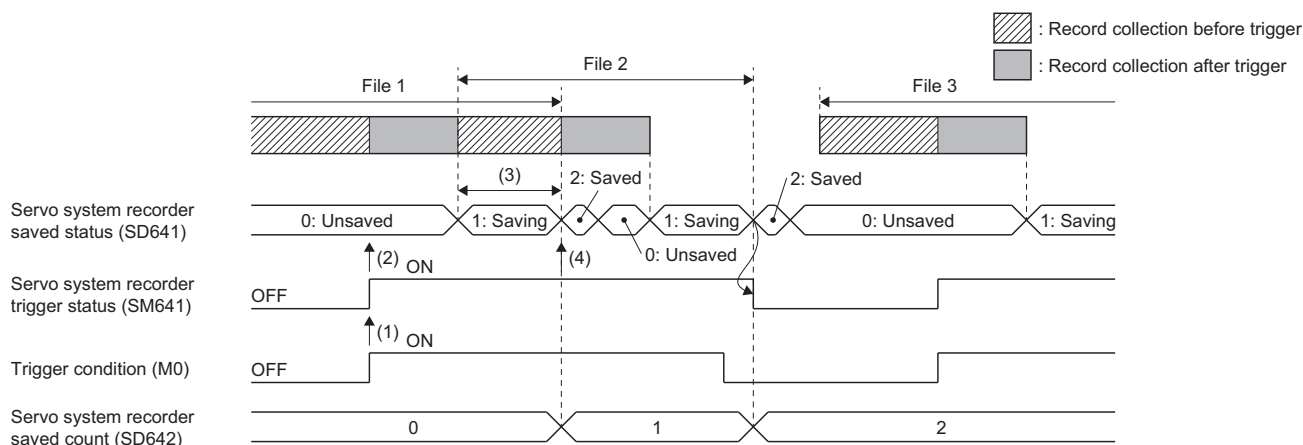 : Record collection before trigger
: Record collection after trigger
File 2
File 1
File 3
(3)
2: Saved
2: Saved
Servo system recorder
saved status (SD641)
0: Unsaved
1: Saving
1: Saving
0: Unsaved
1: Saving
0: Unsaved
(2)
ON
(4)
Servo system recorder
trigger status (SM641)
OFF
(1)
ON
Trigger condition (M0)
OFF
Servo system recorder
saved count (SD642)
0
1
2